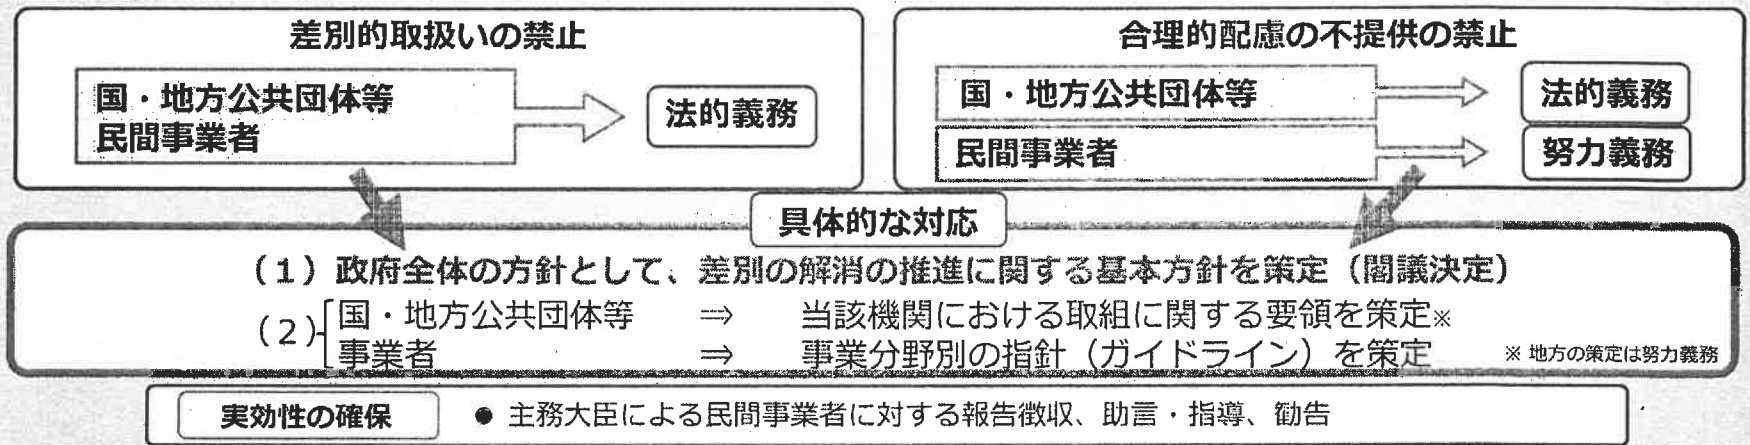 差別的取扱いの禁止
国・地方公共団体等
民間事業者
法的義務
合理的配慮の不提供の禁止
国・地方公共団体等
法的義務
民間事業者
努力義務
具体的な対応
(1)政府全体の方針として、差別の解消の推進に関する基本方針を策定(閣議決定)
(2)
国・地方公共団体等 ⇒ 当該機関における取組に関する要領を策定※
事業者 ⇒ 事業分野別の指針(ガイドライン)を策定
※ 地方の策定は努力義務
実効性の確保
● 主務大臣による民間事業者に対する報告徴収、助言・指導、勧告